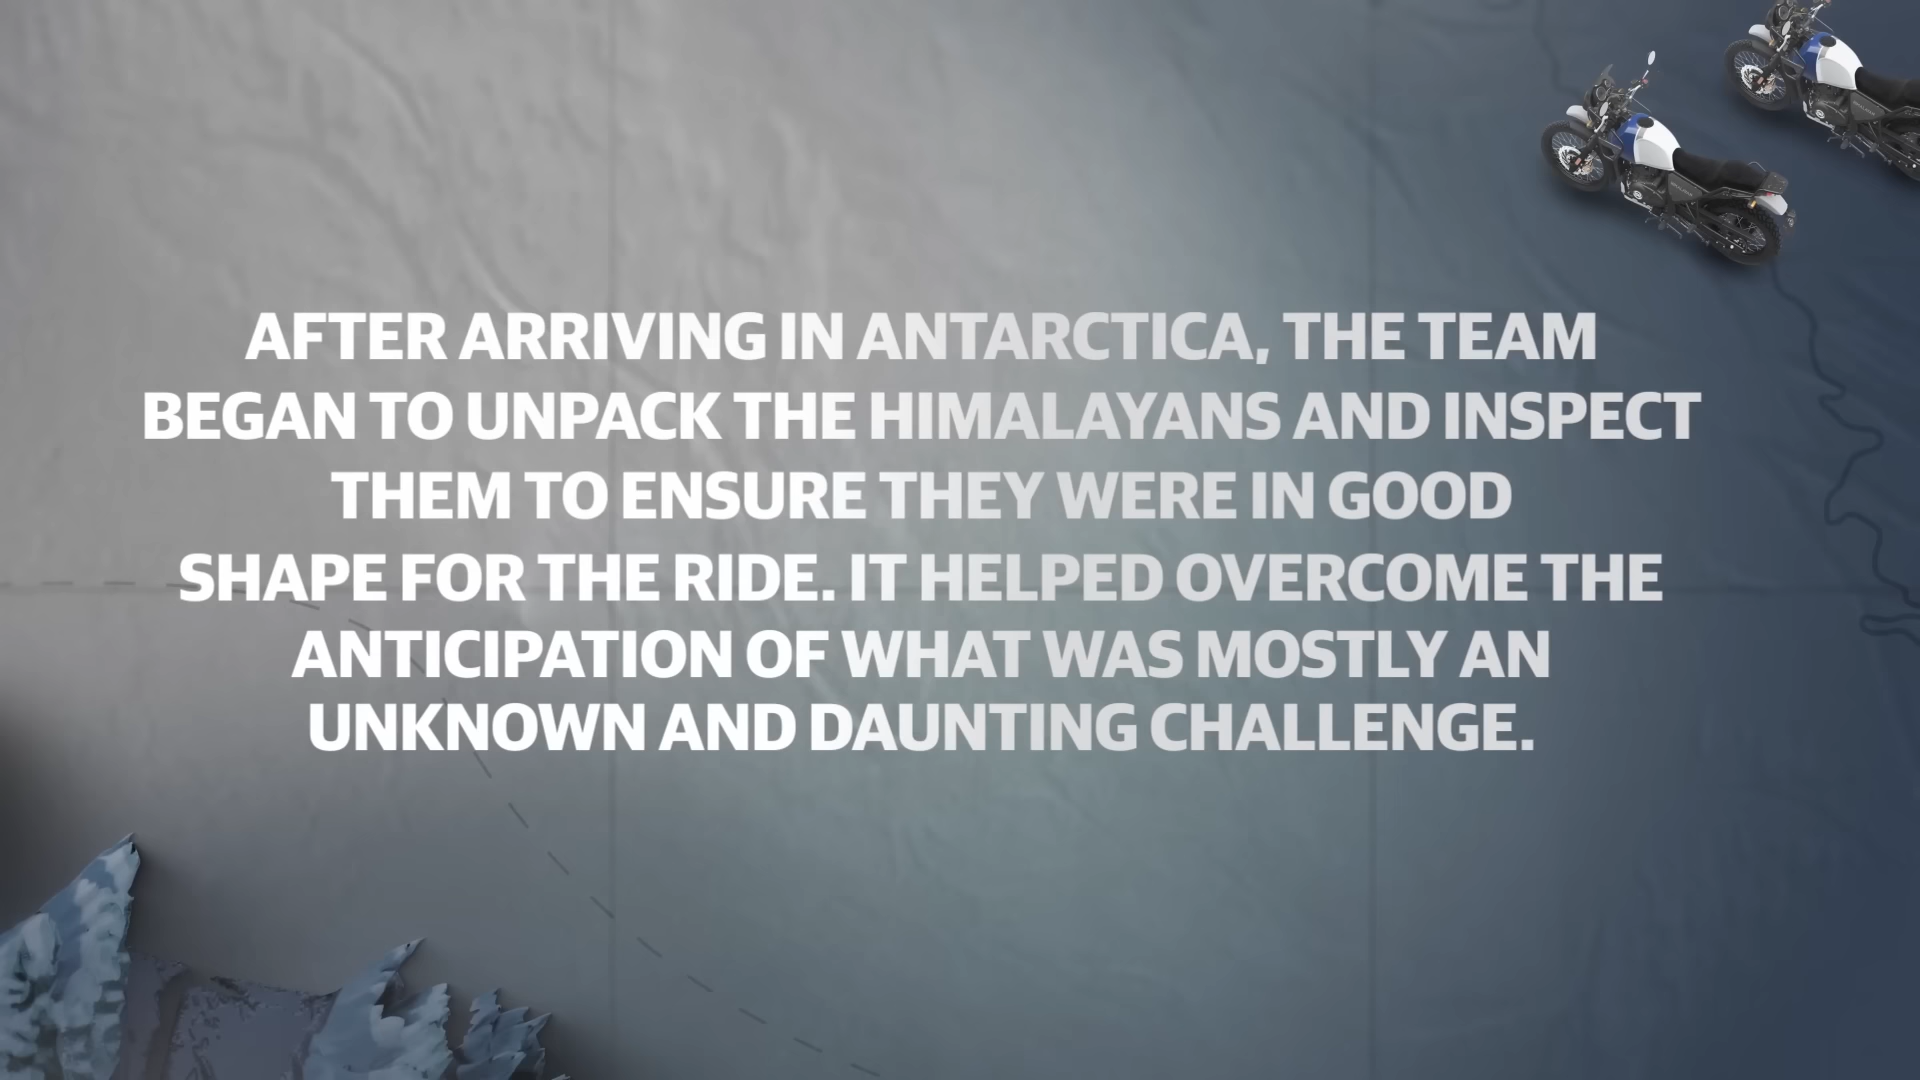 AFTER ARRIVING IN ANTARCTICA, THE TEAM
BEGAN TO UNPACK THE HIMALAYANS AND INSPECT
THEM TO ENSURE THEY WERE IN GOOD
SHAPE FOR THE RIDE. IT HELPED OVERCOME THE
ANTICIPATION OF WHAT WAS MOSTLY AN
UNKNOWN AND DAUNTING CHALLENGE.